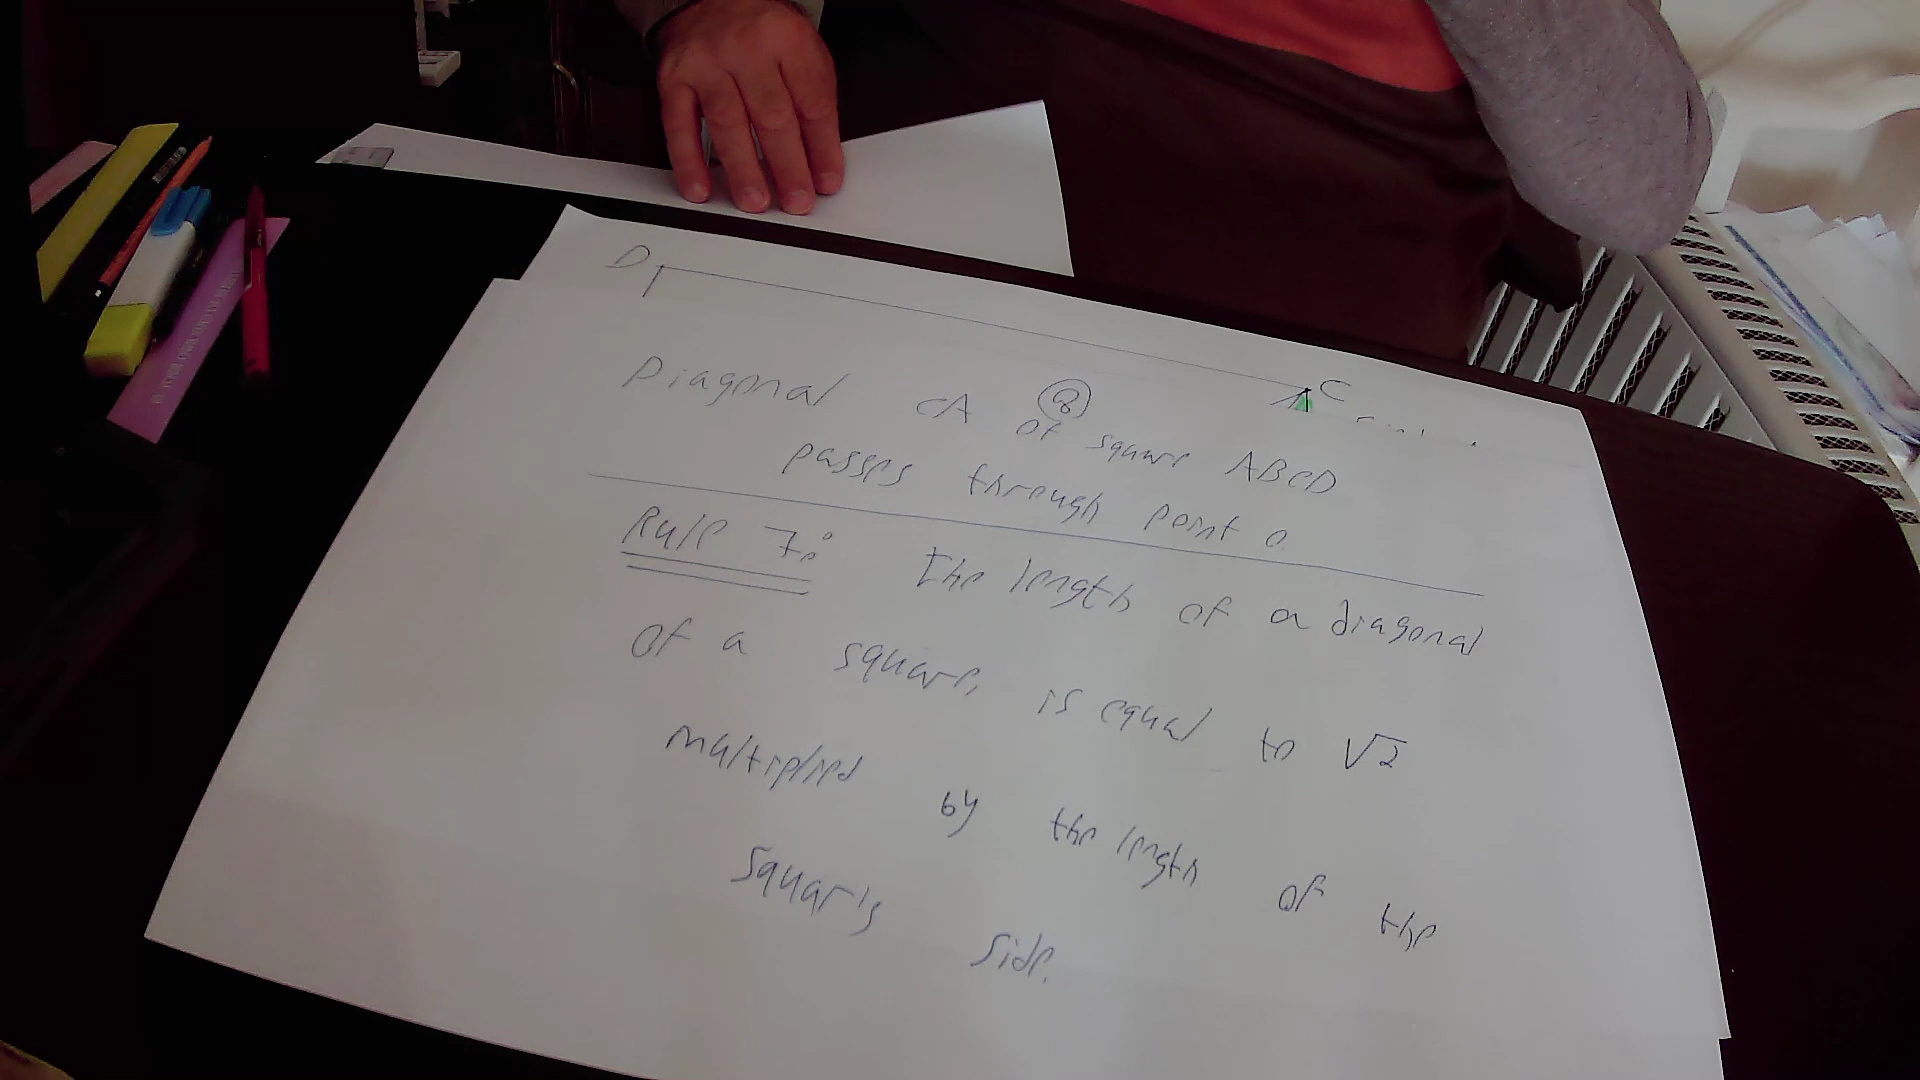 D
C
8
Diagonal CA of square ABCD
passes through point O
Rule 7: The length of a diagonal
of a square, is equal to √2
multiplied by the length of the
square's side.